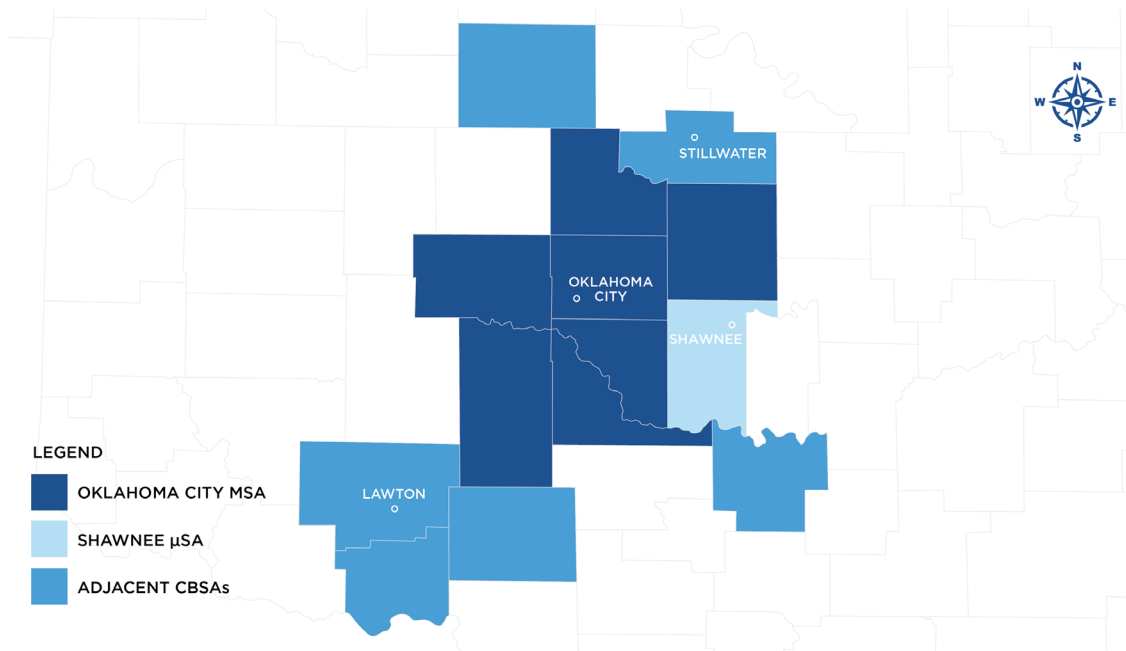 N
W E
S
STILLWATER
OKLAHOMA
CITY
SHAWNEE
LEGEND
LAWTON
OKLAHOMA CITY MSA
SHAWNEE µSA
ADJACENT CBSAs